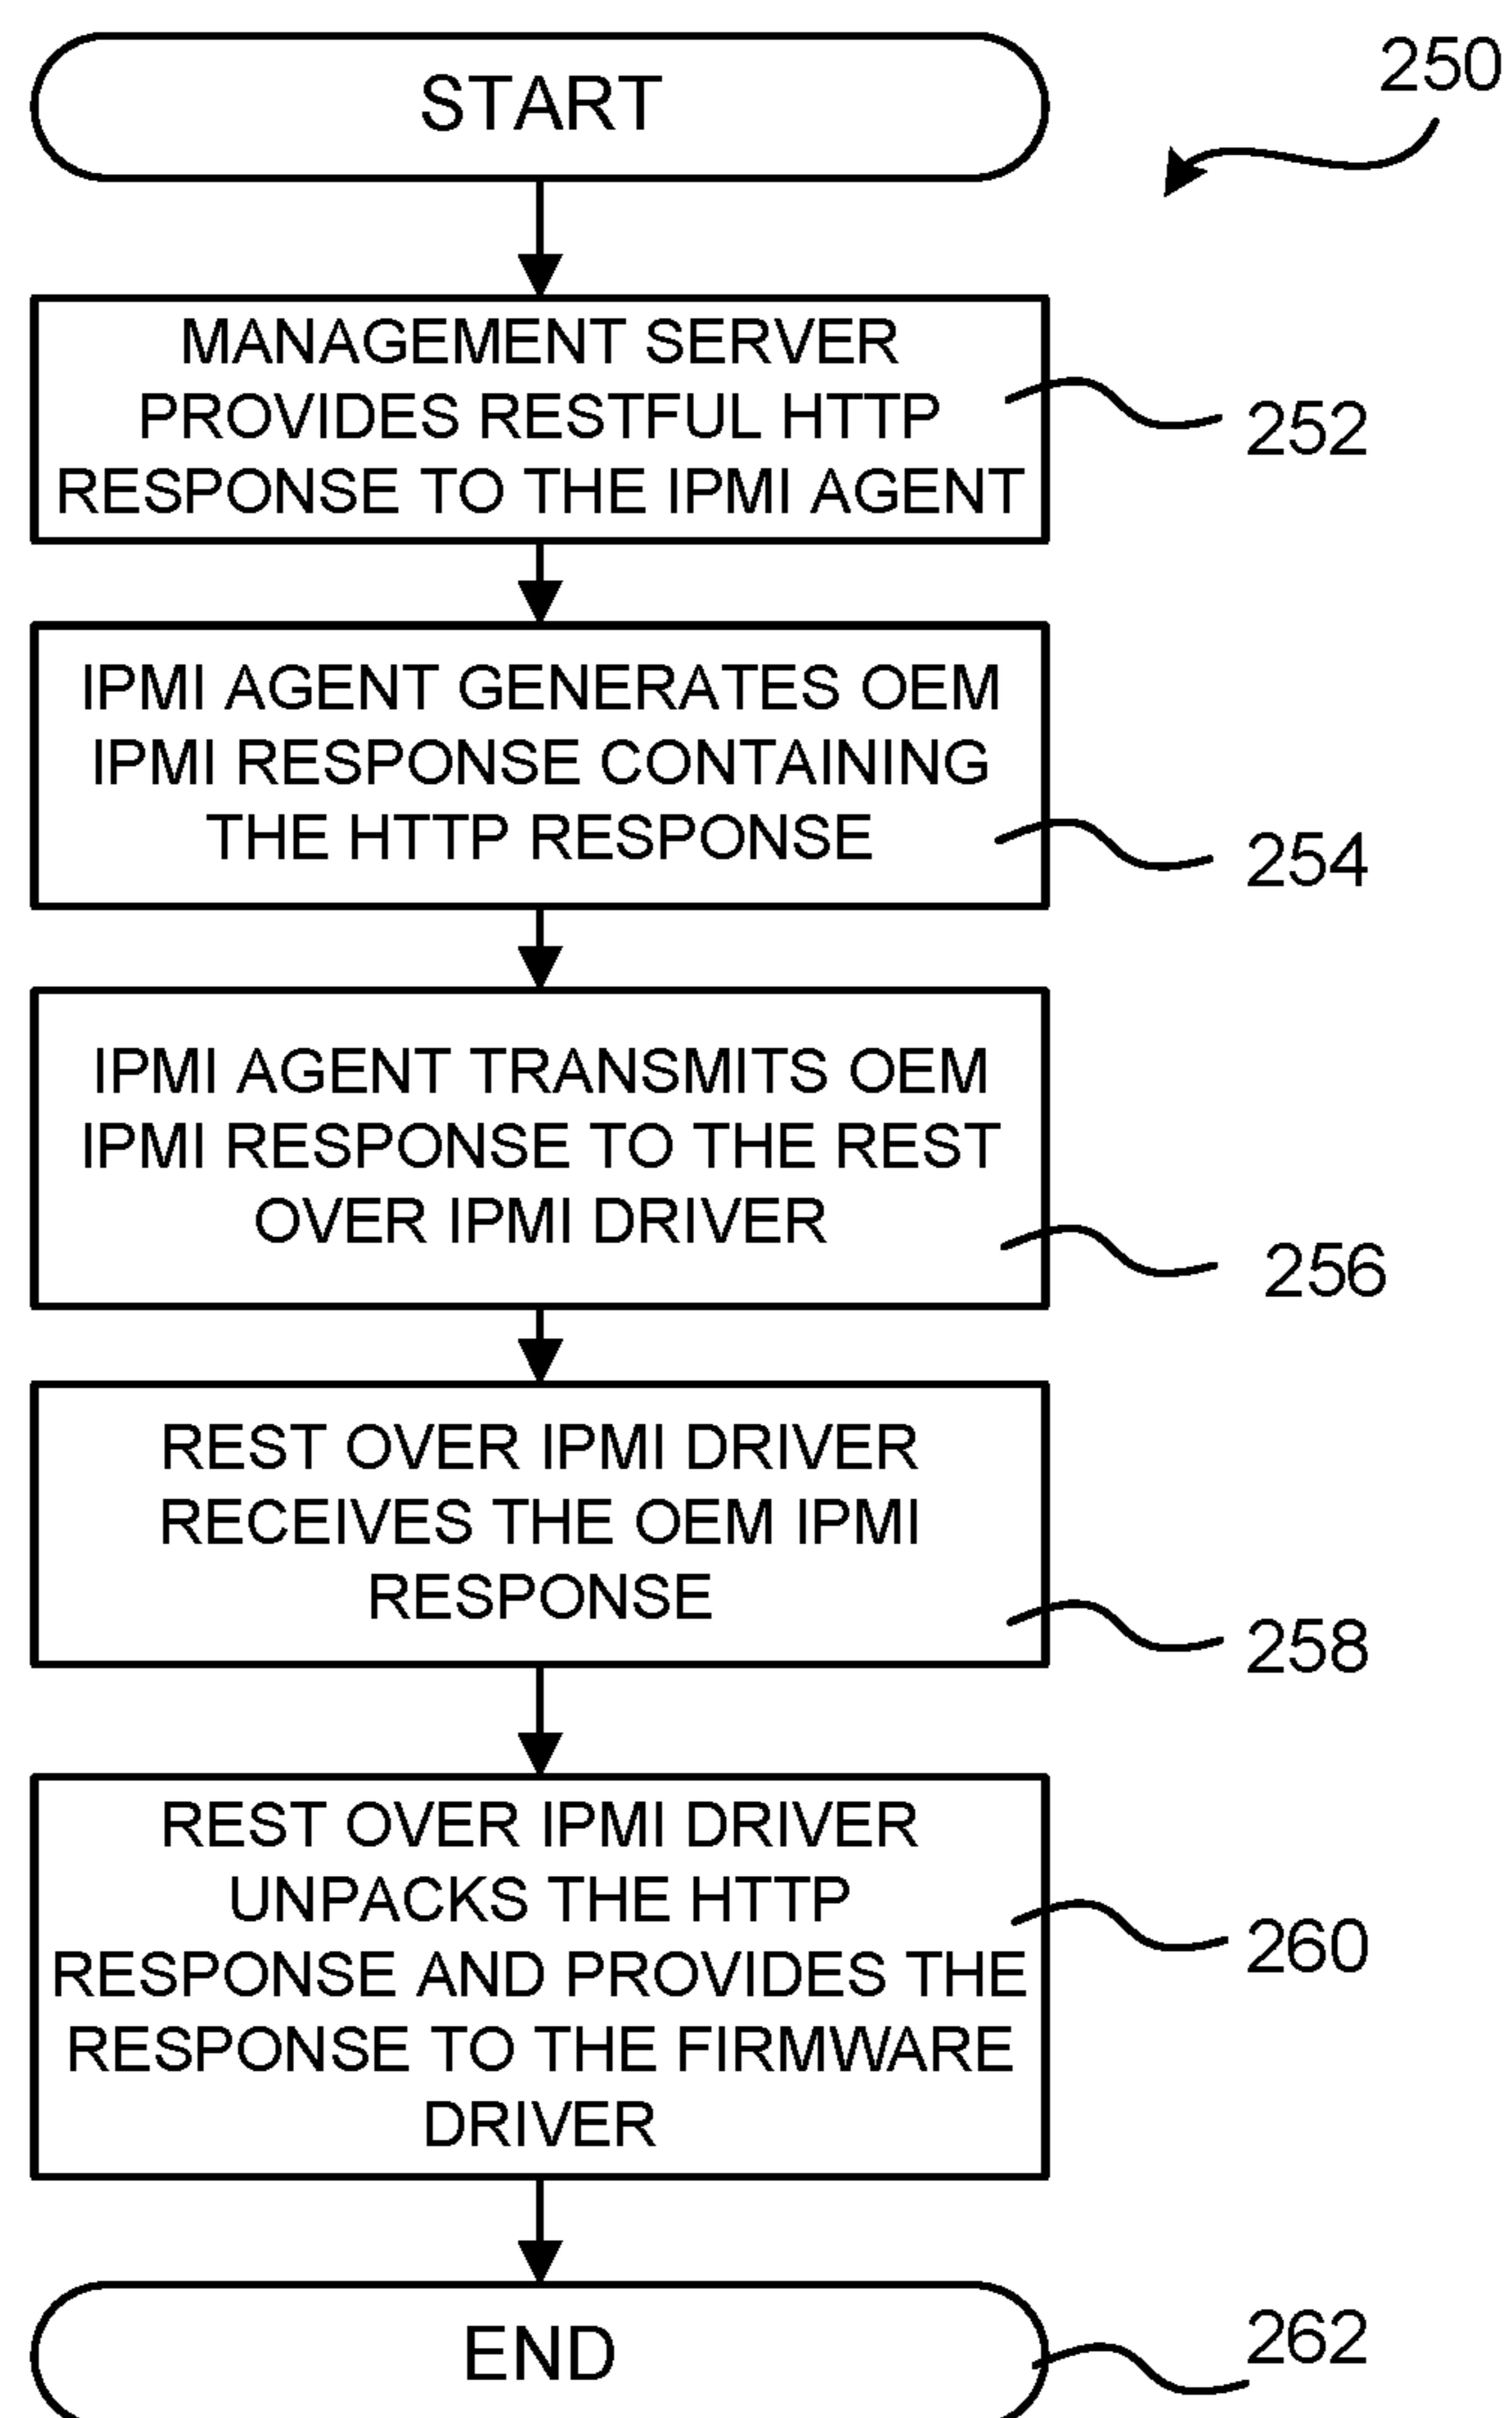 START
250
MANAGEMENT SERVER
PROVIDES RESTFUL HTTP
RESPONSE TO THE IPMI AGENT
252
IPMI AGENT GENERATES OEM
IPMI RESPONSE CONTAINING
THE HTTP RESPONSE
254
IPMI AGENT TRANSMITS OEM
IPMI RESPONSE TO THE REST
OVER IPMI DRIVER
256
REST OVER IPMI DRIVER
RECEIVES THE OEM IPMI
RESPONSE
258
REST OVER IPMI DRIVER
UNPACKS THE HTTP
RESPONSE AND PROVIDES THE
RESPONSE TO THE FIRMWARE
DRIVER
260
END
262